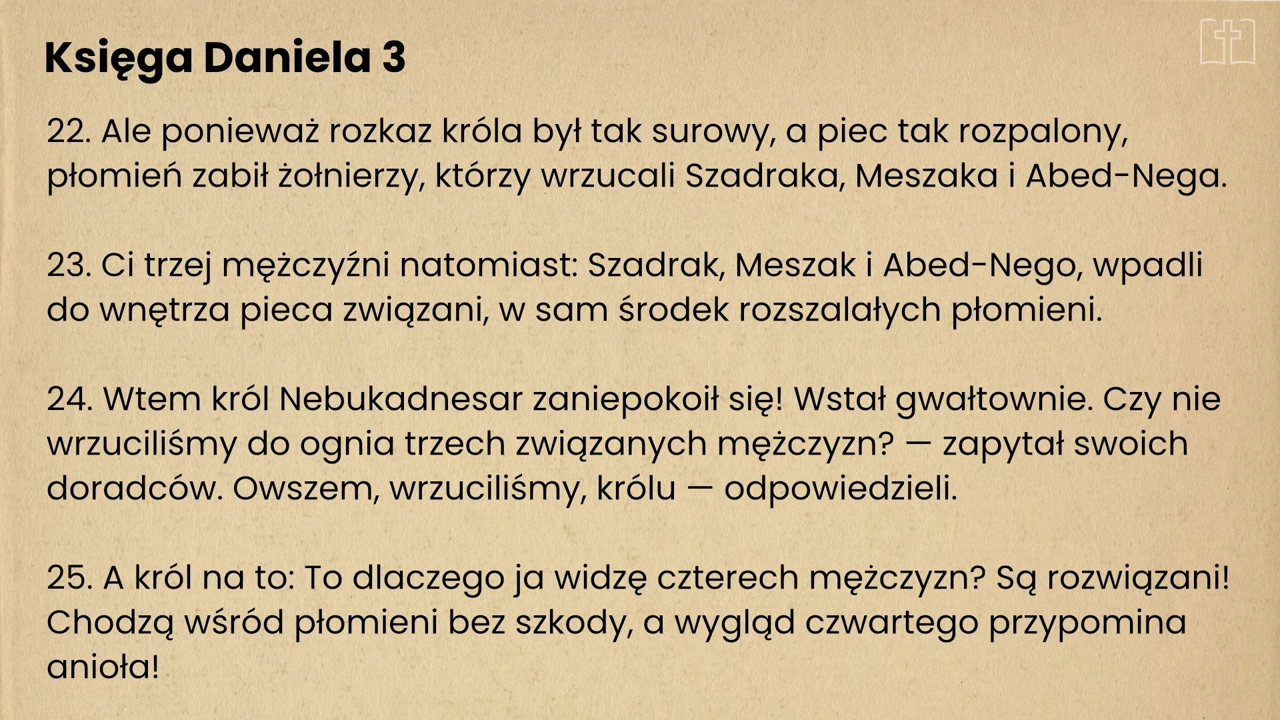 Księga Daniela 3
22. Ale ponieważ rozkaz króla był tak surowy, a piec tak rozpalony,
płomień zabił żołnierzy, którzy wrzucali Szadraka, Meszaka i Abed-Nega.
23. Ci trzej mężczyźni natomiast: Szadrak, Meszak i Abed-Nego, wpadli
do wnętrza pieca związani, w sam środek rozszalałych płomieni.
24. Wtem król Nebukadnesar zaniepokoił się! Wstał gwałtownie. Czy nie
wrzuciliśmy do ognia trzech związanych mężczyzn? — zapytał swoich
doradców. Owszem, wrzuciliśmy, królu — odpowiedzieli.
25. A król na to: To dlaczego ja widzę czterech mężczyzn? Są rozwiązani!
Chodzą wśród płomieni bez szkody, a wygląd czwartego przypomina
anioła!